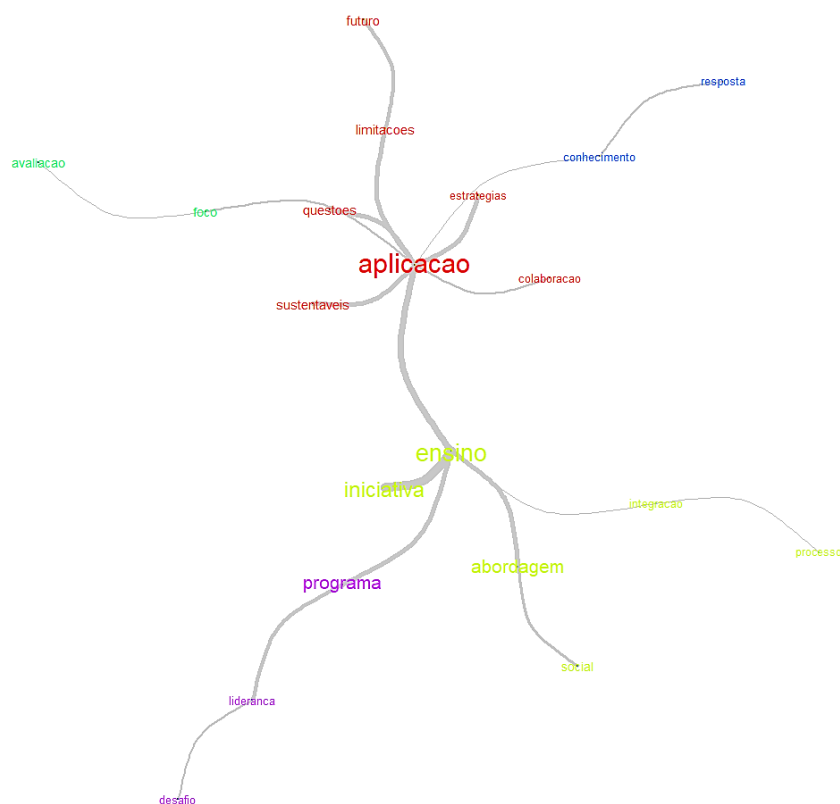 futuro
resposta
limitacoes
conhecimento
avaliacao
estrategias
questoes
foco
aplicacao
colaboracao
sustentaveis
ensino
iniciativa
integracao
processo
abordagem
programa
social
lideranca
desafio